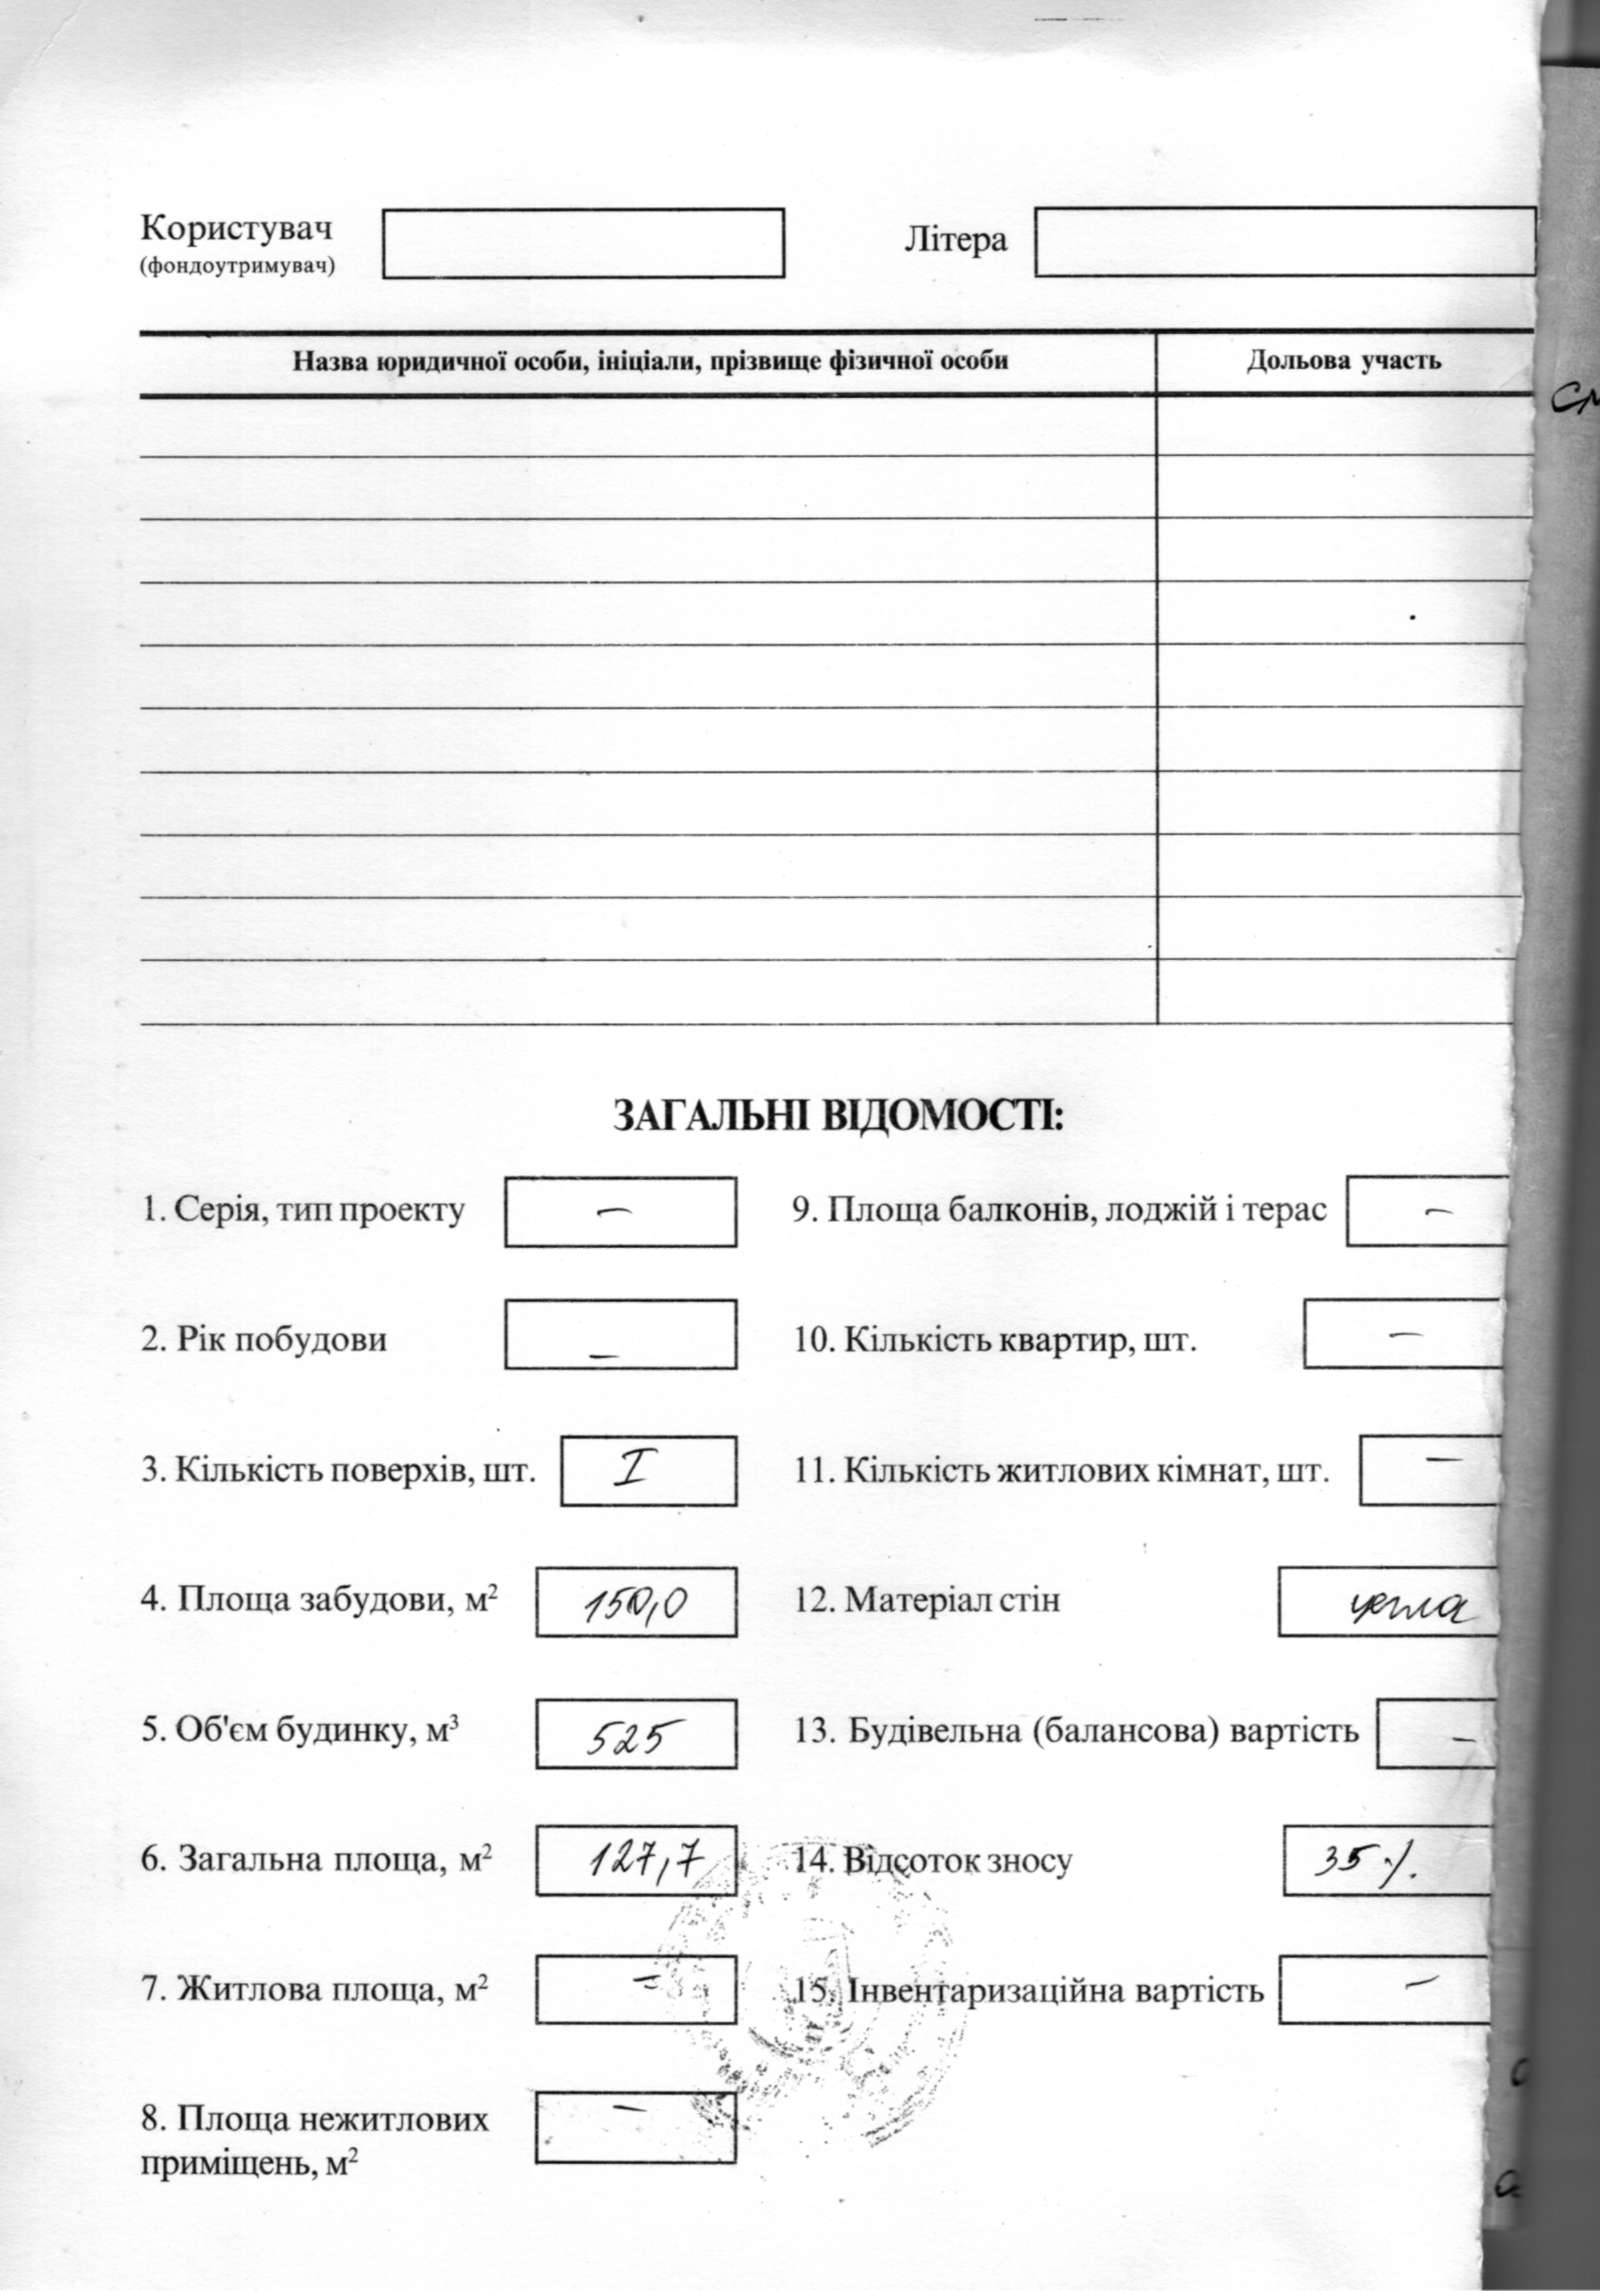 Користувач
(фондоутримувач)
Літера
Назва юридичної особи, ініціали, прізвище фізичної особи Дольова участь
ЗАГАЛЬНІ ВІДОМОСТІ:
1. Серія, тип проекту — 9. Площа балконів, лоджій і терас —
2. Рік побудови — 10. Кількість квартир, шт. —
3. Кількість поверхів, шт. I 11. Кількість житлових кімнат, шт. —
4. Площа забудови, м² 150,0 12. Матеріал стін цегла
5. Об'єм будинку, м³ 525 13. Будівельна (балансова) вартість —
6. Загальна площа, м² 127,7 14. Відсоток зносу 35 %
7. Житлова площа, м² — 15. Інвентаризаційна вартість —
8. Площа нежитлових —
приміщень, м²